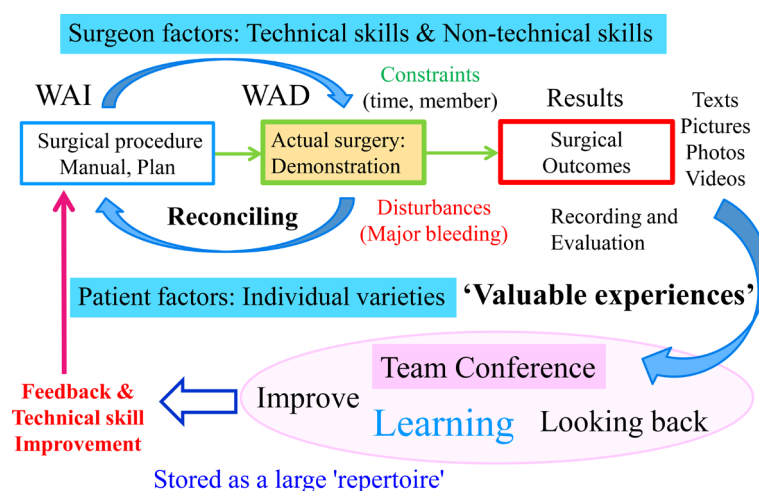 Surgeon factors: Technical skills & Non-technical skills
WAI
WAD
Constraints
(time, member)
Results
Texts
Pictures
Photos
Videos
Surgical procedure
Manual, Plan
Actual surgery:
Demonstration
Surgical
Outcomes
Reconciling
Disturbances
(Major bleeding)
Recording and
Evaluation
Patient factors: Individual varieties
‘Valuable experiences’
Team Conference
Improve
Learning
Looking back
Feedback &
Technical skill
Improvement
Stored as a large 'repertoire'